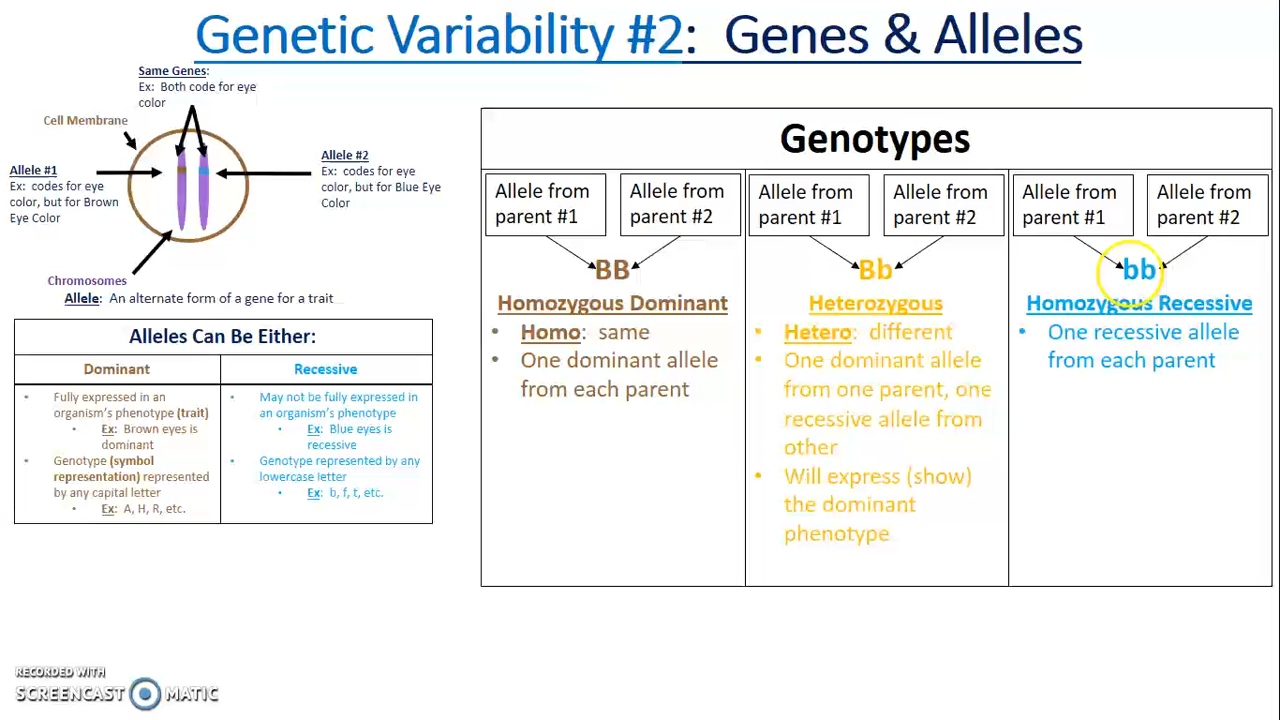 Genetic Variability #2:  Genes & Alleles
Same Genes:
Ex:  Both code for eye
color
Cell Membrane
Allele #1
Ex:  codes for eye
color, but for Brown
Eye Color
Allele #2
Ex:  codes for eye
color, but for Blue Eye
Color
Chromosomes
Allele:  An alternate form of a gene for a trait
Alleles Can Be Either:
Dominant
Fully expressed in an
organism's phenotype (trait)
Ex:  Brown eyes is
dominant
Genotype (symbol
representation) represented
by any capital letter
Ex:  A, H, R, etc.
Recessive
May not be fully expressed in
an organism's phenotype
Ex:  Blue eyes is
recessive
Genotype represented by any
lowercase letter
Ex:  b, f, t, etc.
Genotypes
Allele from
parent #1
Allele from
parent #2
BB
Homozygous Dominant
Homo:  same
One dominant allele
from each parent
Allele from
parent #1
Allele from
parent #2
Bb
Heterozygous
Hetero:  different
One dominant allele
from one parent, one
recessive allele from
other
Will express (show)
the dominant
phenotype
Allele from
parent #1
Allele from
parent #2
bb
Homozygous Recessive
One recessive allele
from each parent
RECORDED WITH
SCREENCAST MATIC